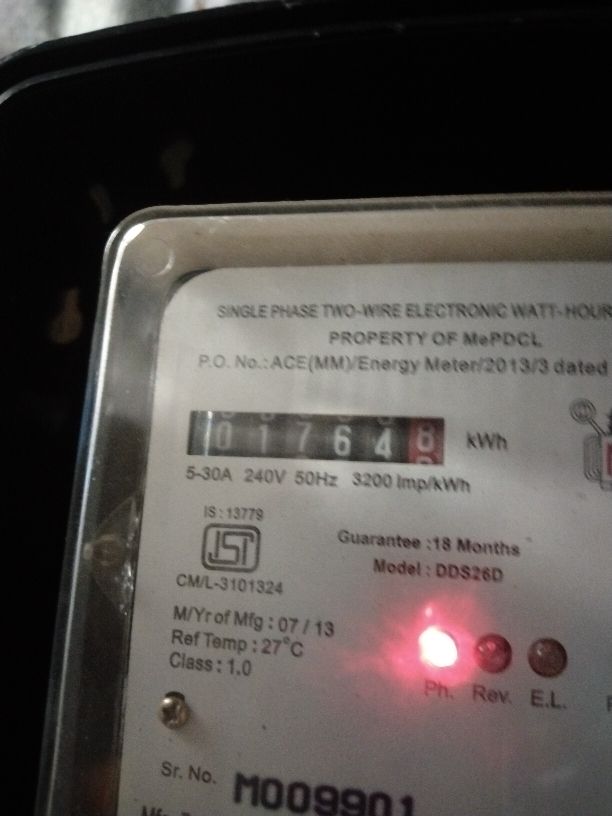 SINGLE PHASE TWO-WIRE ELECTRONIC WATT-HOUR
PROPERTY OF MePDCL
P.O. No.: ACE(MM)/Energy Meter/2013/3 dated
01764 kWh
5-30A 240V 50Hz 3200 Imp/kWh
IS : 13779
ISI
CM/L-3101324
Guarantee :18 Months
Model : DDS26D
M/Yr of Mfg : 07 / 13
Ref Temp : 27°C
Class : 1.0
Ph. Rev. E.L.
Sr. No. M009901